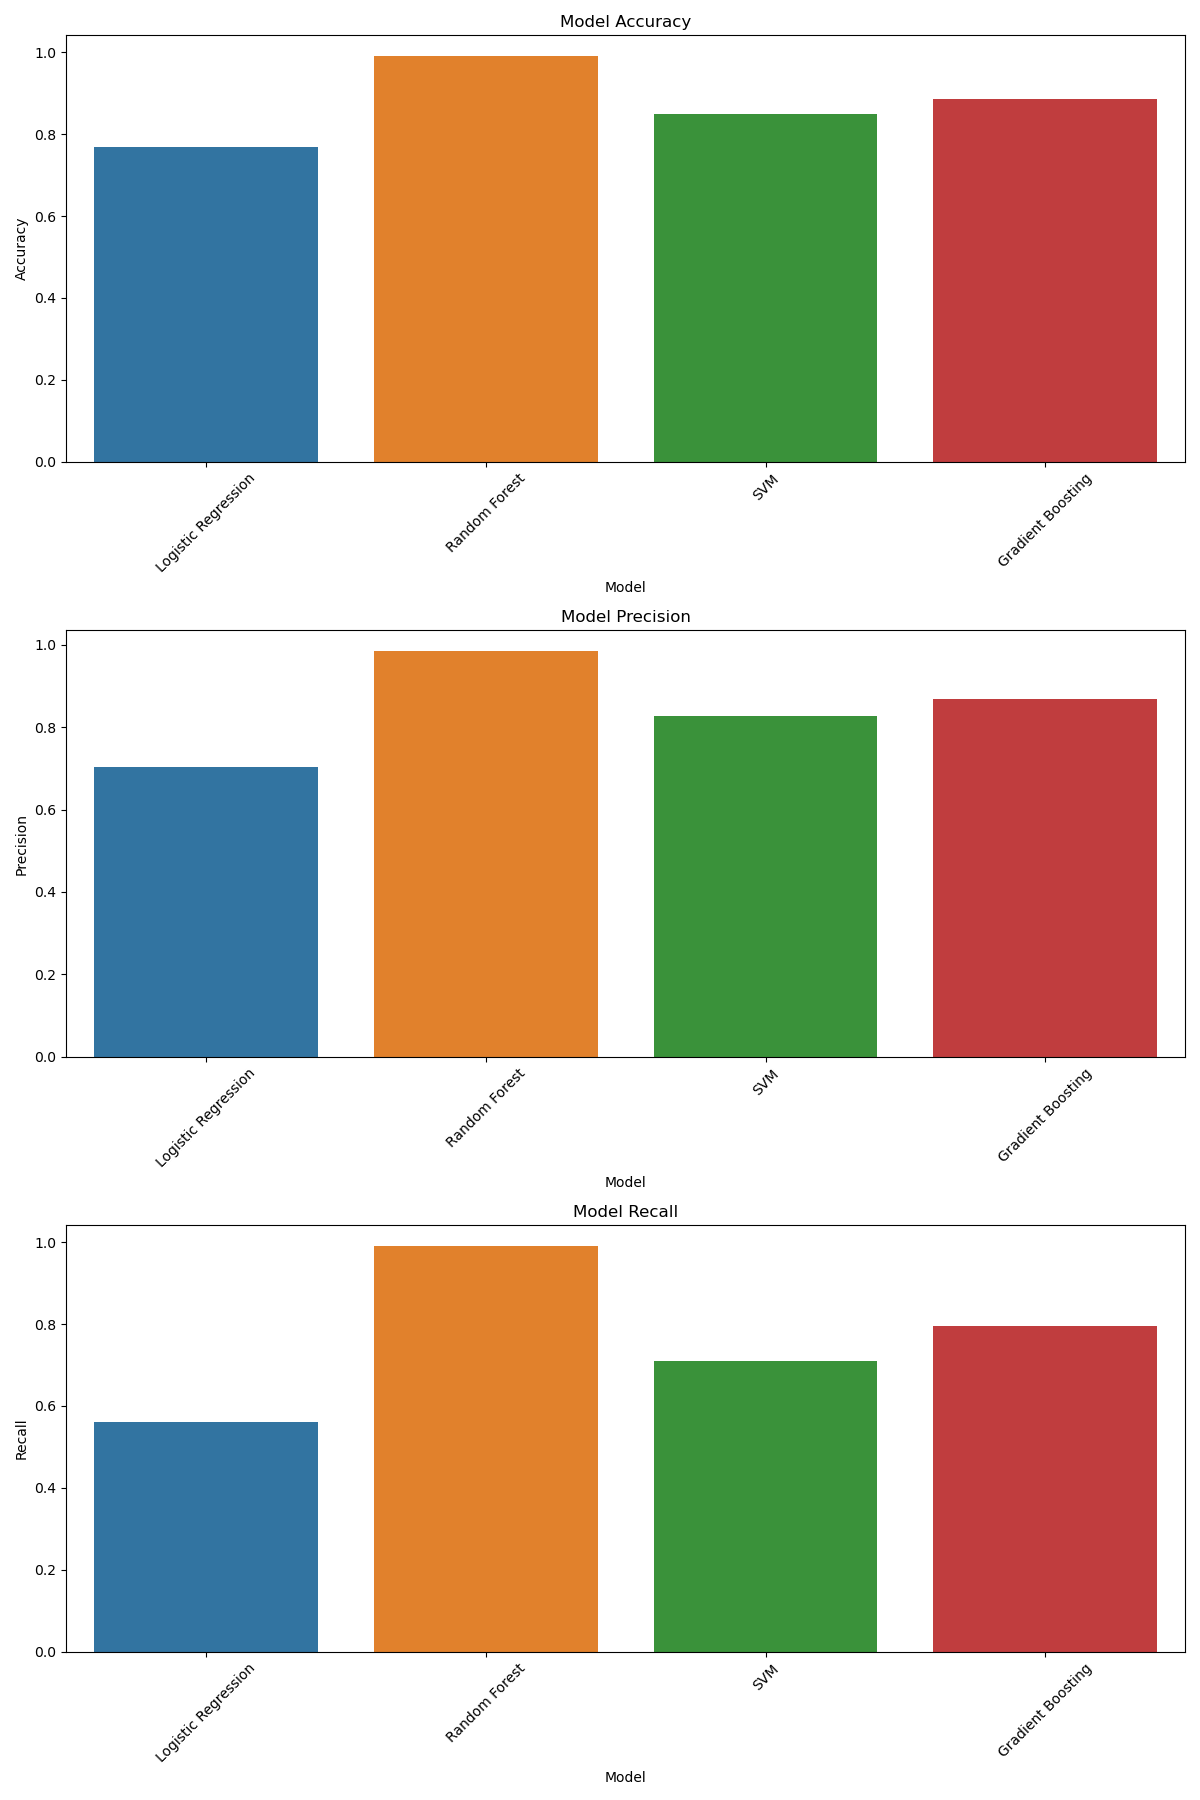 Model Accuracy
1.0
0.8
0.6
0.4
0.2
0.0
Accuracy
Logistic Regression
Random Forest
SVM
Gradient Boosting
Model
Model Precision
1.0
0.8
0.6
0.4
0.2
0.0
Precision
Logistic Regression
Random Forest
SVM
Gradient Boosting
Model
Model Recall
1.0
0.8
0.6
0.4
0.2
0.0
Recall
Logistic Regression
Random Forest
SVM
Gradient Boosting
Model